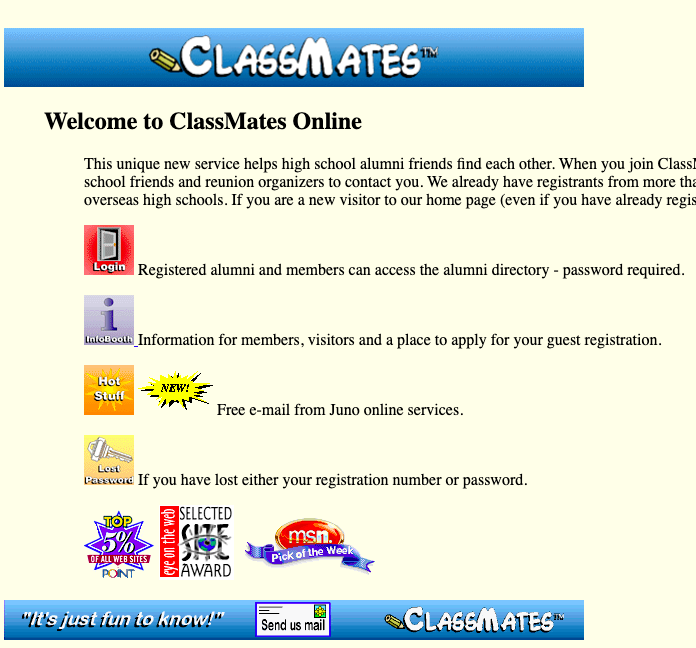 CLASSMATES™
Welcome to ClassMates Online
This unique new service helps high school alumni friends find each other. When you join Class
school friends and reunion organizers to contact you. We already have registrants from more tha
overseas high schools. If you are a new visitor to our home page (even if you have already regis
Login Registered alumni and members can access the alumni directory - password required.
InfoBooth Information for members, visitors and a place to apply for your guest registration.
Hot
Stuff
NEW! Free e-mail from Juno online services.
Lost
Password If you have lost either your registration number or password.
TOP
5%
OF ALL WEB SITES
POINT
eye on the web
SELECTED
SITE
AWARD
msn.
Pick of the Week
"It's just fun to know!"
Send us mail
CLASSMATES™